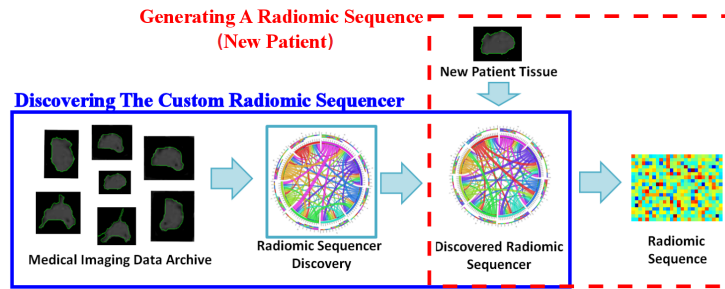 Generating A Radiomic Sequence
(New Patient)
New Patient Tissue
Discovering The Custom Radiomic Sequencer
Medical Imaging Data Archive
Radiomic Sequencer
Discovery
Discovered Radiomic
Sequencer
Radiomic
Sequence